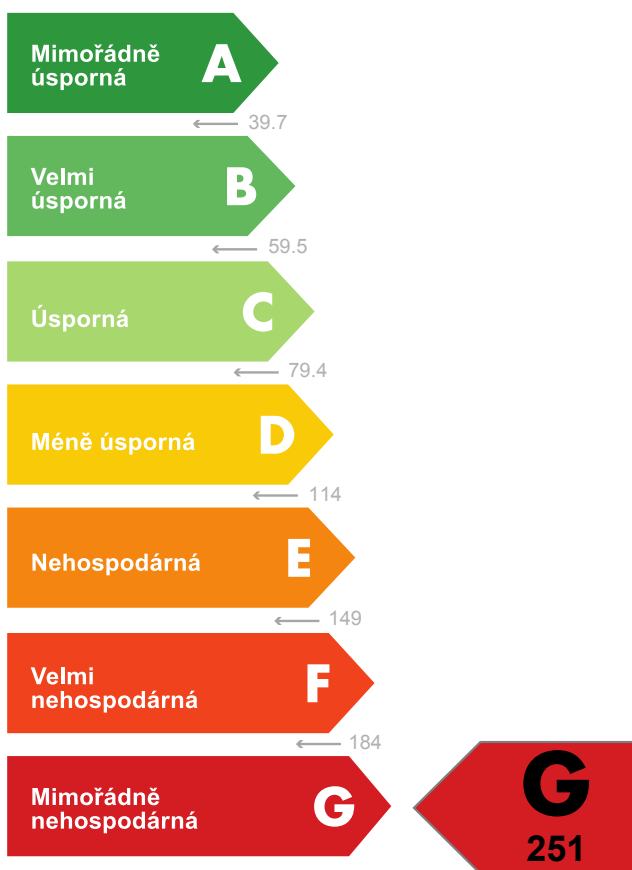 Mimořádně
úsporná
A
39.7
Velmi
úsporná
B
59.5
Úsporná
C
79.4
Méně úsporná
D
114
Nehospodárná
E
149
Velmi
nehospodárná
F
184
Mimořádně
nehospodárná
G
G
251